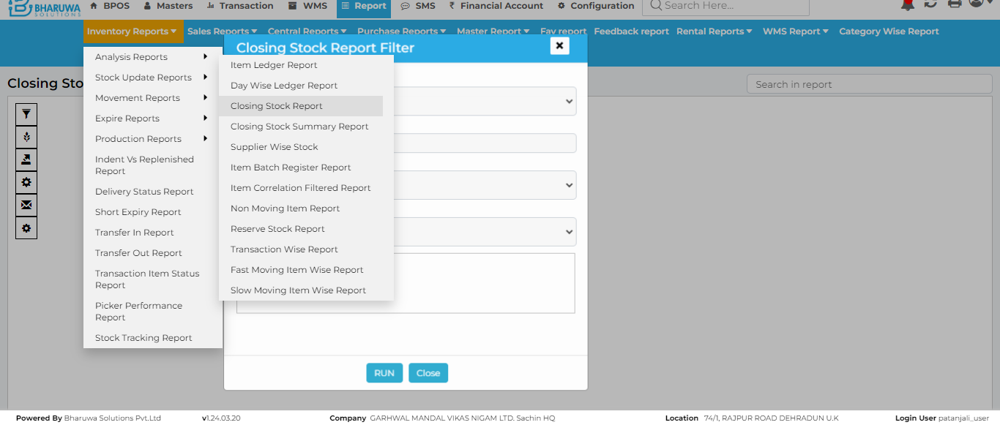 BHARUWA
SOLUTIONS
BPOS Masters Transaction WMS Report SMS ₹ Financial Account Configuration Search Here...
Inventory Reports Sales Reports Central Reports Purchase Reports Master Report Fav report Feedback report Rental Reports WMS Report Category Wise Report
Closing Sto
Search in report
Analysis Reports
Stock Update Reports
Movement Reports
Expire Reports
Production Reports
Indent Vs Replenished
Report
Delivery Status Report
Short Expiry Report
Transfer In Report
Transfer Out Report
Transaction Item Status
Report
Picker Performance
Report
Stock Tracking Report
Closing Stock Report Filter
Item Ledger Report
Day Wise Ledger Report
Closing Stock Report
Closing Stock Summary Report
Supplier Wise Stock
Item Batch Register Report
Item Correlation Filtered Report
Non Moving Item Report
Reserve Stock Report
Transaction Wise Report
Fast Moving Item Wise Report
Slow Moving Item Wise Report
RUN Close
Powered By Bharuwa Solutions Pvt.Ltd v1.24.03.20 Company GARHWAL MANDAL VIKAS NIGAM LTD. Sachin HQ Location 74/1, RAJPUR ROAD DEHRADUN U.K Login User patanjali_user